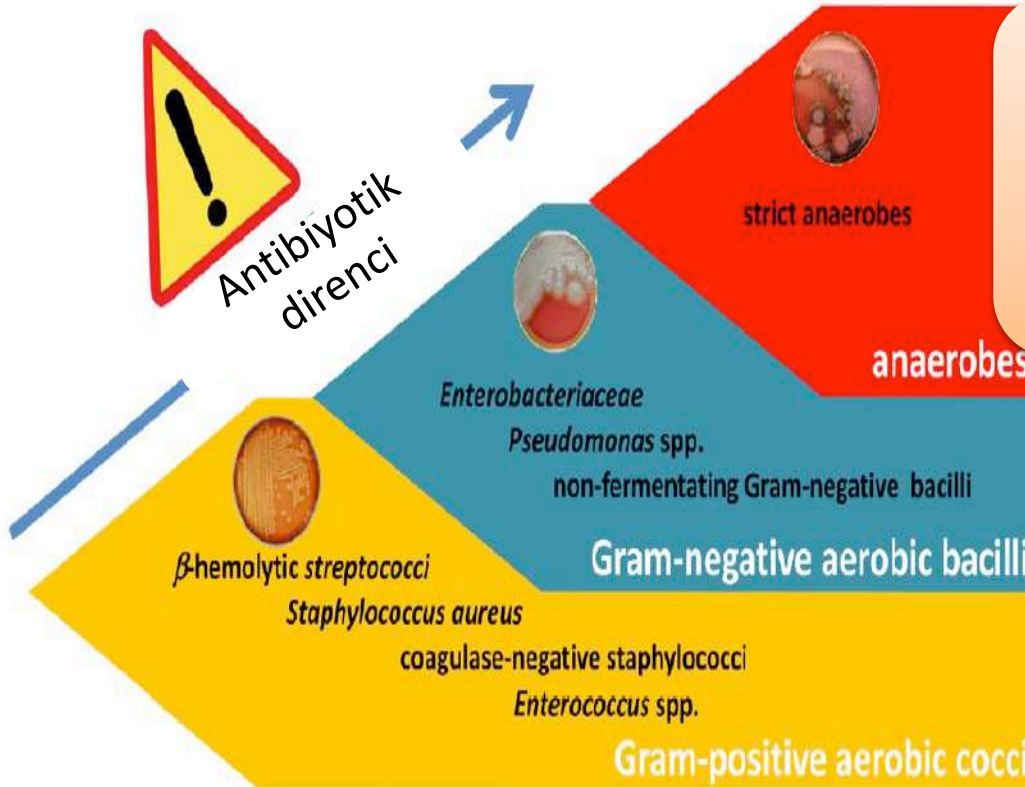 Antibiyotik
direnci
strict anaerobes
anaerobes
Enterobacteriaceae
Pseudomonas spp.
non-fermentating Gram-negative bacilli
Gram-negative aerobic bacilli
β-hemolytic streptococci
Staphylococcus aureus
coagulase-negative staphylococci
Enterococcus spp.
Gram-positive aerobic cocci